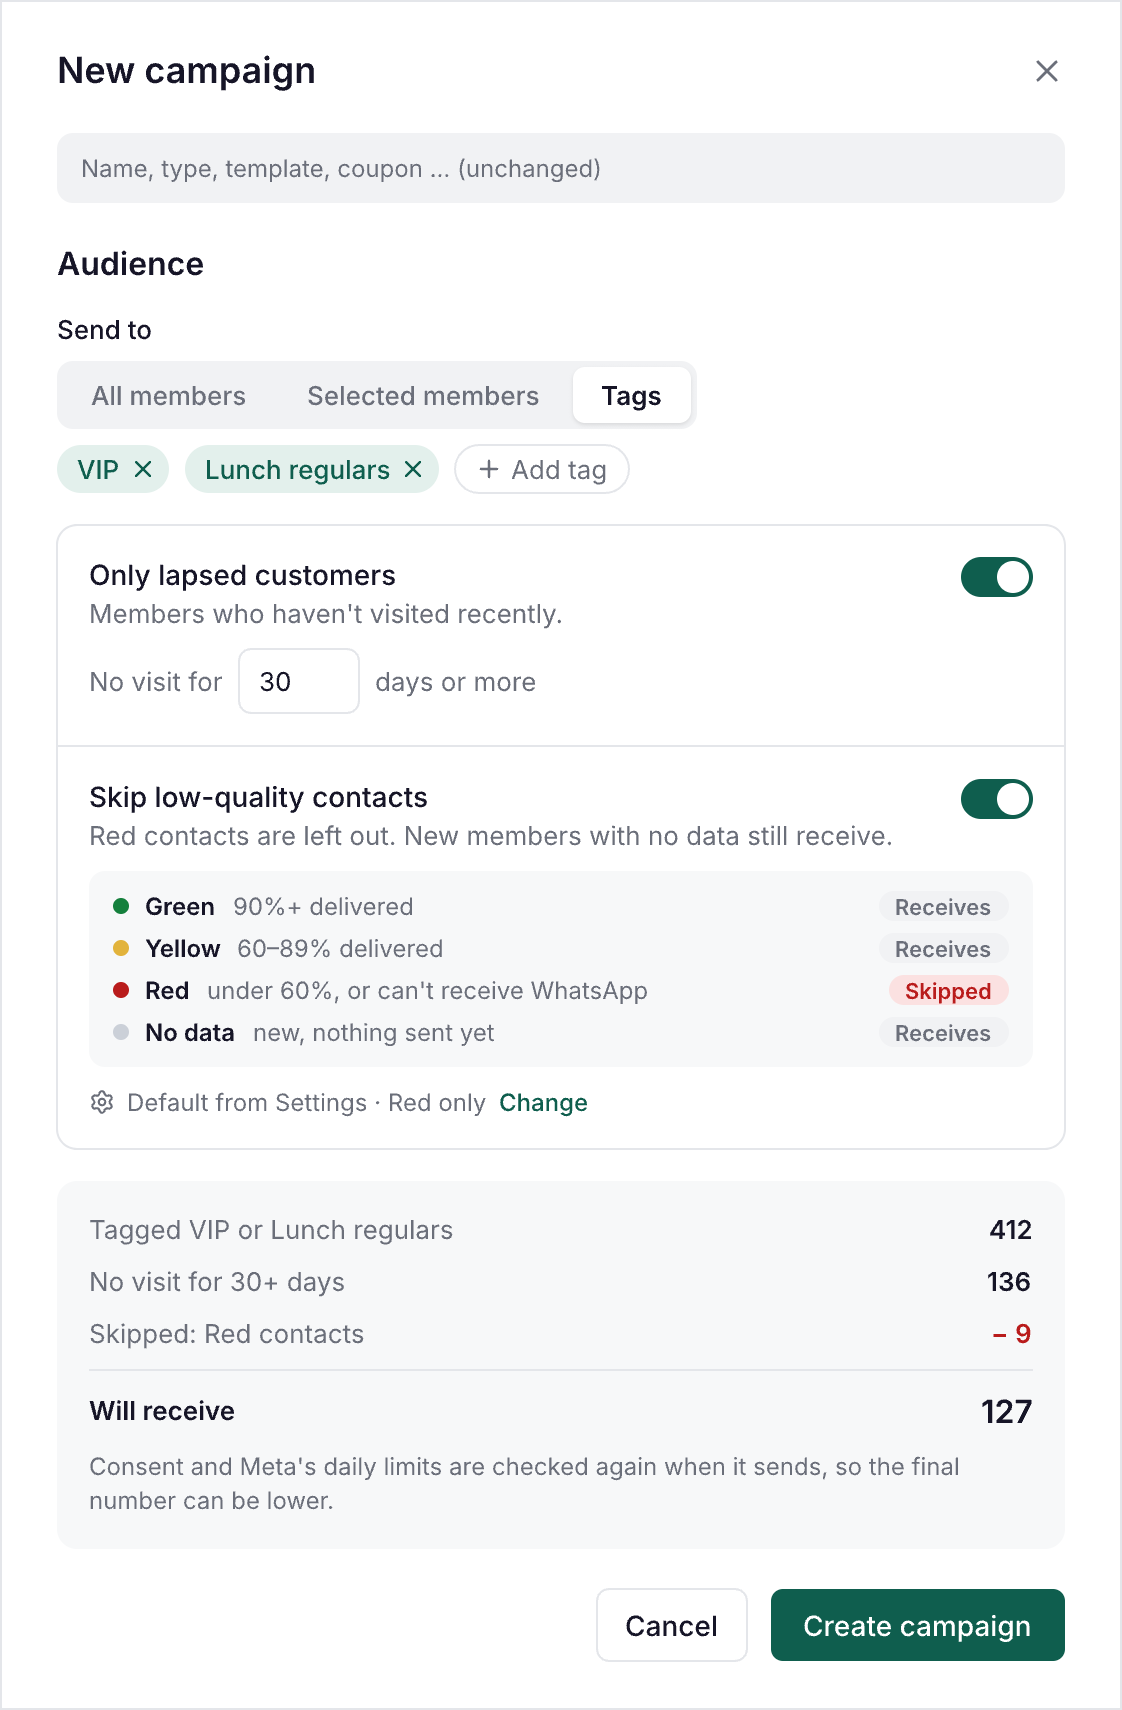 New campaign
Name, type, template, coupon ... (unchanged)
Audience
Send to
All members Selected members Tags
VIP Lunch regulars + Add tag
Only lapsed customers
Members who haven't visited recently.
No visit for 30 days or more
Skip low-quality contacts
Red contacts are left out. New members with no data still receive.
Green 90%+ delivered Receives
Yellow 60–89% delivered Receives
Red under 60%, or can't receive WhatsApp Skipped
No data new, nothing sent yet Receives
Default from Settings · Red only Change
Tagged VIP or Lunch regulars 412
No visit for 30+ days 136
Skipped: Red contacts – 9
Will receive 127
Consent and Meta's daily limits are checked again when it sends, so the final
number can be lower.
Cancel Create campaign